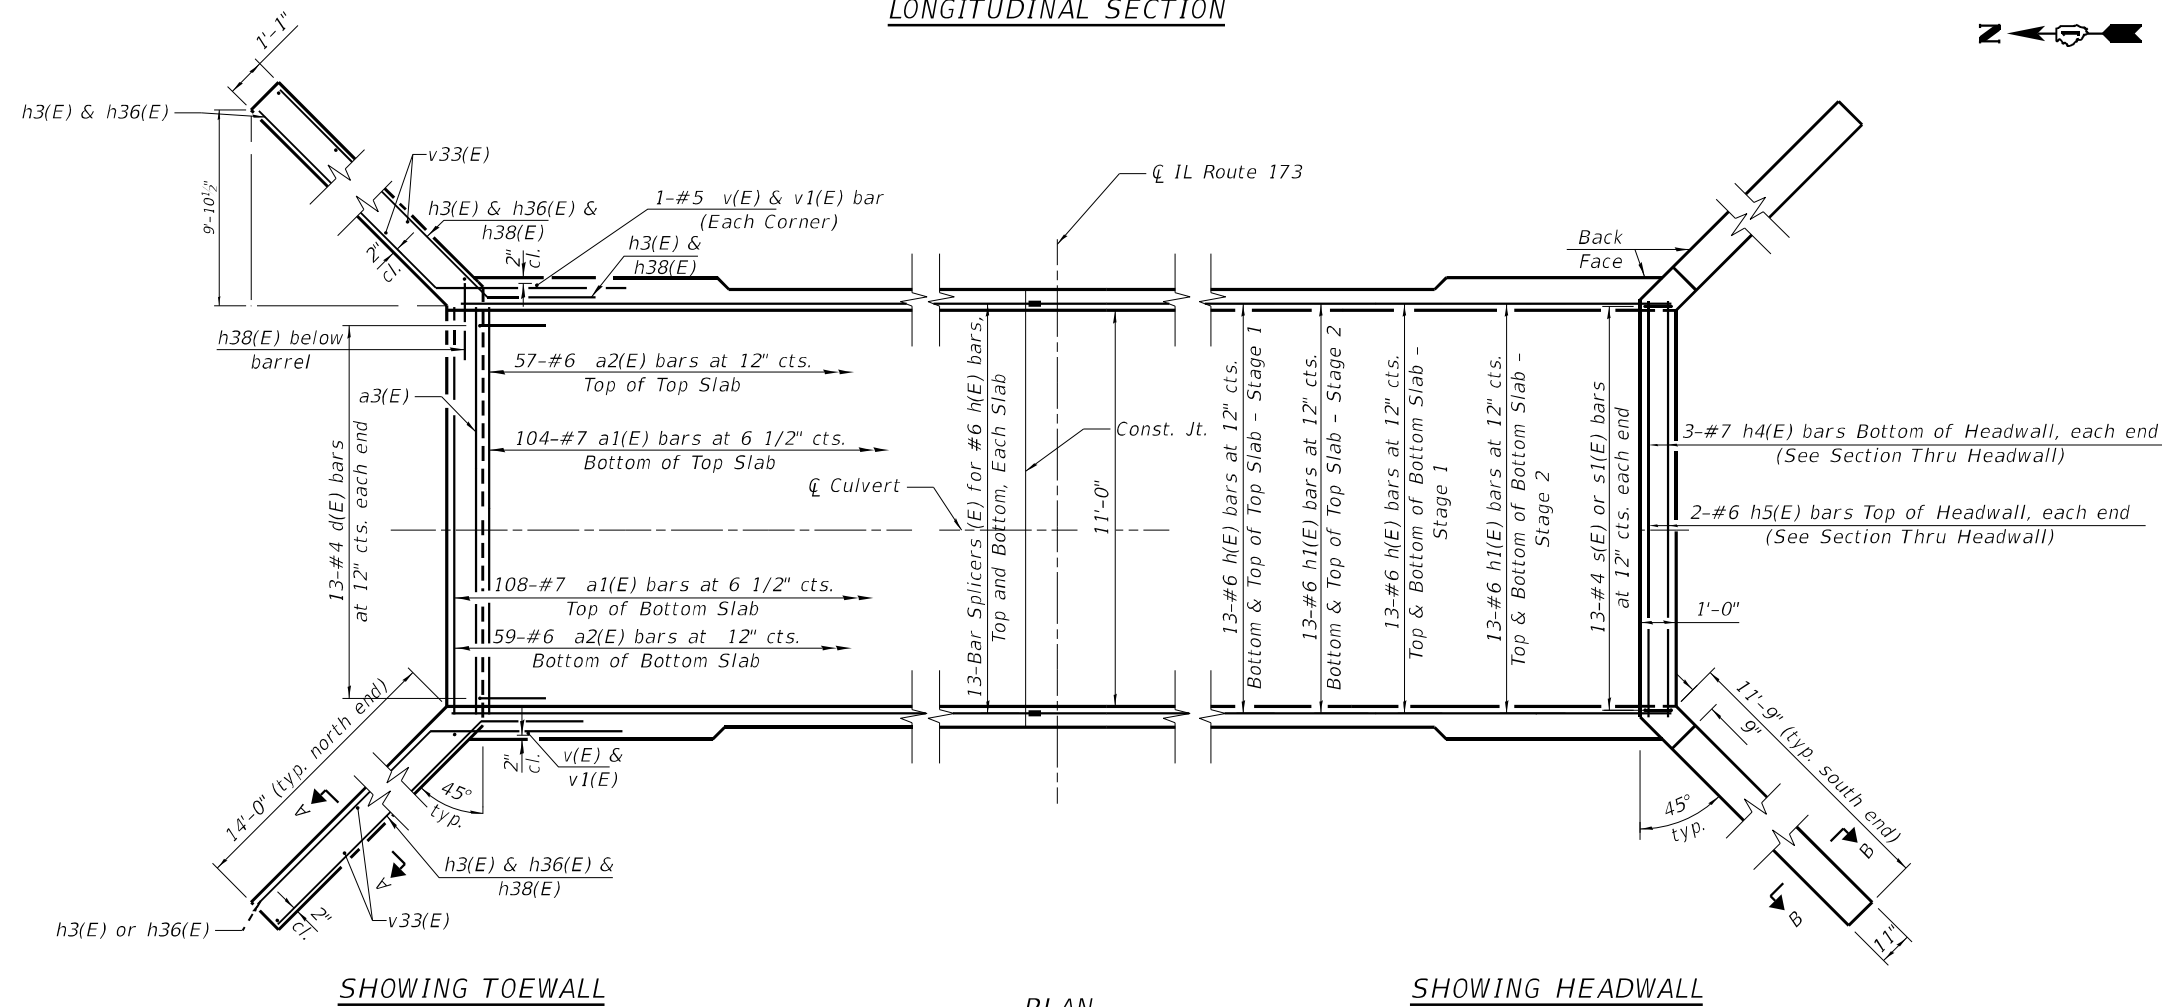 LONGITUDINAL SECTION
N
1'-1"
h3(E) & h36(E)
v33(E)
9'-10½"
2"
cl.
h3(E) & h36(E) &
h38(E)
1-#5 v(E) & v1(E) bar
(Each Corner)
2"
cl.
h3(E) &
h38(E)
℄ IL Route 173
Back
Face
h38(E) below
barrel
a3(E)
13-#4 d(E) bars
at 12" cts. each end
57-#6 a2(E) bars at 12" cts.
Top of Top Slab
104-#7 a1(E) bars at 6 1/2" cts.
Bottom of Top Slab
℄ Culvert
108-#7 a1(E) bars at 6 1/2" cts.
Top of Bottom Slab
59-#6 a2(E) bars at 12" cts.
Bottom of Bottom Slab
13-Bar Splicers (E) for #6 h(E) bars,
Top and Bottom, Each Slab
Const. Jt.
11'-0"
13-#6 h(E) bars at 12" cts.
Bottom & Top of Top Slab - Stage 1
13-#6 h1(E) bars at 12" cts.
Bottom & Top of Top Slab - Stage 2
13-#6 h(E) bars at 12" cts.
Top & Bottom of Bottom Slab -
Stage 1
13-#6 h1(E) bars at 12" cts.
Top & Bottom of Bottom Slab -
Stage 2
13-#4 s(E) or s1(E) bars
at 12" cts. each end
3-#7 h4(E) bars Bottom of Headwall, each end
(See Section Thru Headwall)
2-#6 h5(E) bars Top of Headwall, each end
(See Section Thru Headwall)
1'-0"
14'-0" (typ. north end)
A
A
2"
cl.
v(E) &
v1(E)
45°
typ.
h3(E) & h36(E) &
h38(E)
v33(E)
2"
cl.
h3(E) or h36(E)
45°
typ.
11'-9" (typ. south end)
9"
B
B
11"
SHOWING TOEWALL
PLAN
SHOWING HEADWALL